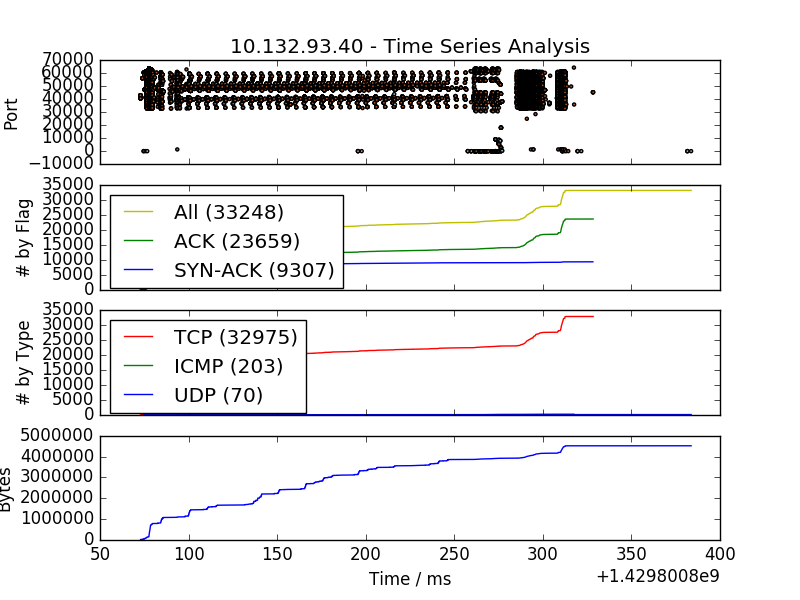 10.132.93.40 - Time Series Analysis
70000
60000
50000
40000
30000
20000
10000
0
−10000
Port
35000
30000
25000
20000
15000
10000
5000
0
# by Flag
All (33248)
ACK (23659)
SYN-ACK (9307)
35000
30000
25000
20000
15000
10000
5000
0
# by Type
TCP (32975)
ICMP (203)
UDP (70)
5000000
4000000
3000000
2000000
1000000
0
Bytes
50 100 150 200 250 300 350 400
Time / ms
+1.4298008e9